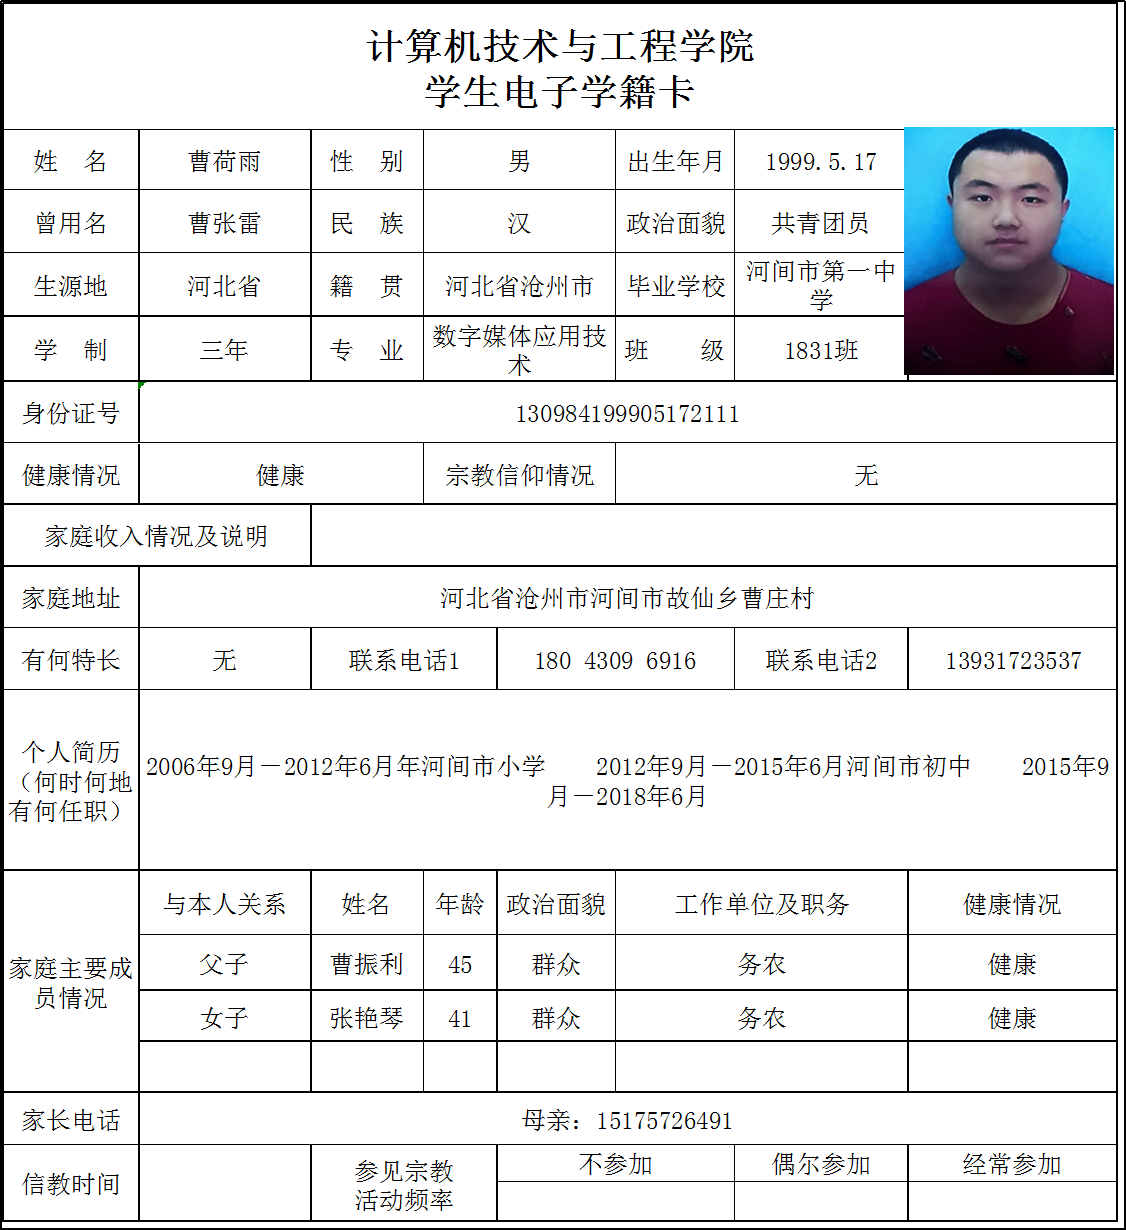 计算机技术与工程学院
学生电子学籍卡
姓 名 曹荷雨 性 别 男 出生年月 1999.5.17
曾用名 曹张雷 民 族 汉 政治面貌 共青团员
生源地 河北省 籍 贯 河北省沧州市 毕业学校 河间市第一中
学
学 制 三年 专 业 数字媒体应用技
术 班 级 1831班
身份证号 130984199905172111
健康情况 健康 宗教信仰情况 无
家庭收入情况及说明
家庭地址 河北省沧州市河间市故仙乡曹庄村
有何特长 无 联系电话1 180 4309 6916 联系电话2 13931723537
个人简历
（何时何地
有何任职）
2006年9月－2012年6月年河间市小学 2012年9月－2015年6月河间市初中 2015年9
月－2018年6月
家庭主要成
员情况
与本人关系 姓名 年龄 政治面貌 工作单位及职务 健康情况
父子 曹振利 45 群众 务农 健康
女子 张艳琴 41 群众 务农 健康
家长电话 母亲：15175726491
信教时间 参见宗教
活动频率
不参加 偶尔参加 经常参加